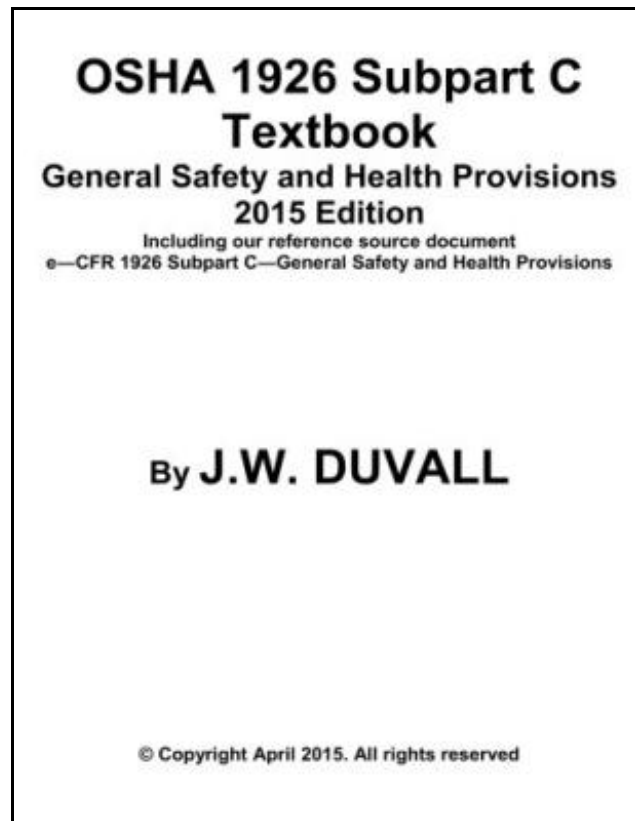 OSHA 1926 Subpart C
Textbook
General Safety and Health Provisions
2015 Edition
Including our reference source document
e—CFR 1926 Subpart C—General Safety and Health Provisions
By J.W. DUVALL
© Copyright April 2015. All rights reserved